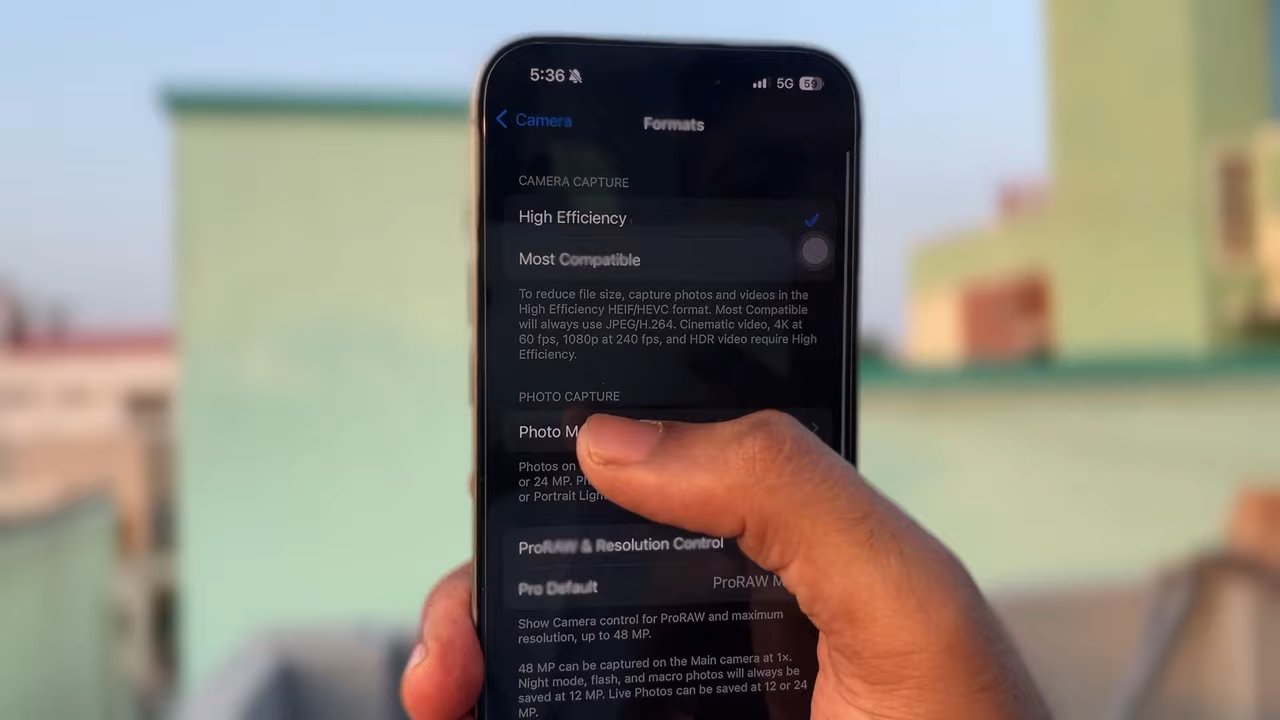 5:36
5G 59
Camera
Formats
CAMERA CAPTURE
High Efficiency
Most Compatible
To reduce file size, capture photos and videos in the
High Efficiency HEIF/HEVC format. Most Compatible
will always use JPEG/H.264. Cinematic video, 4K at
60 fps, 1080p at 240 fps, and HDR video require High
Efficiency.
PHOTO CAPTURE
Photo M
Photos on
or 24 MP.
or Portrait
ProRAW & Resolution Control
Pro Default
ProRAW M
Show Camera control for ProRAW and maximum
resolution, up to 48 MP.
48 MP can be captured on the Main camera at 1x.
Night mode, flash, and macro photos will always be
saved at 12 MP. Live Photos can be saved at 12 or 24
MP.